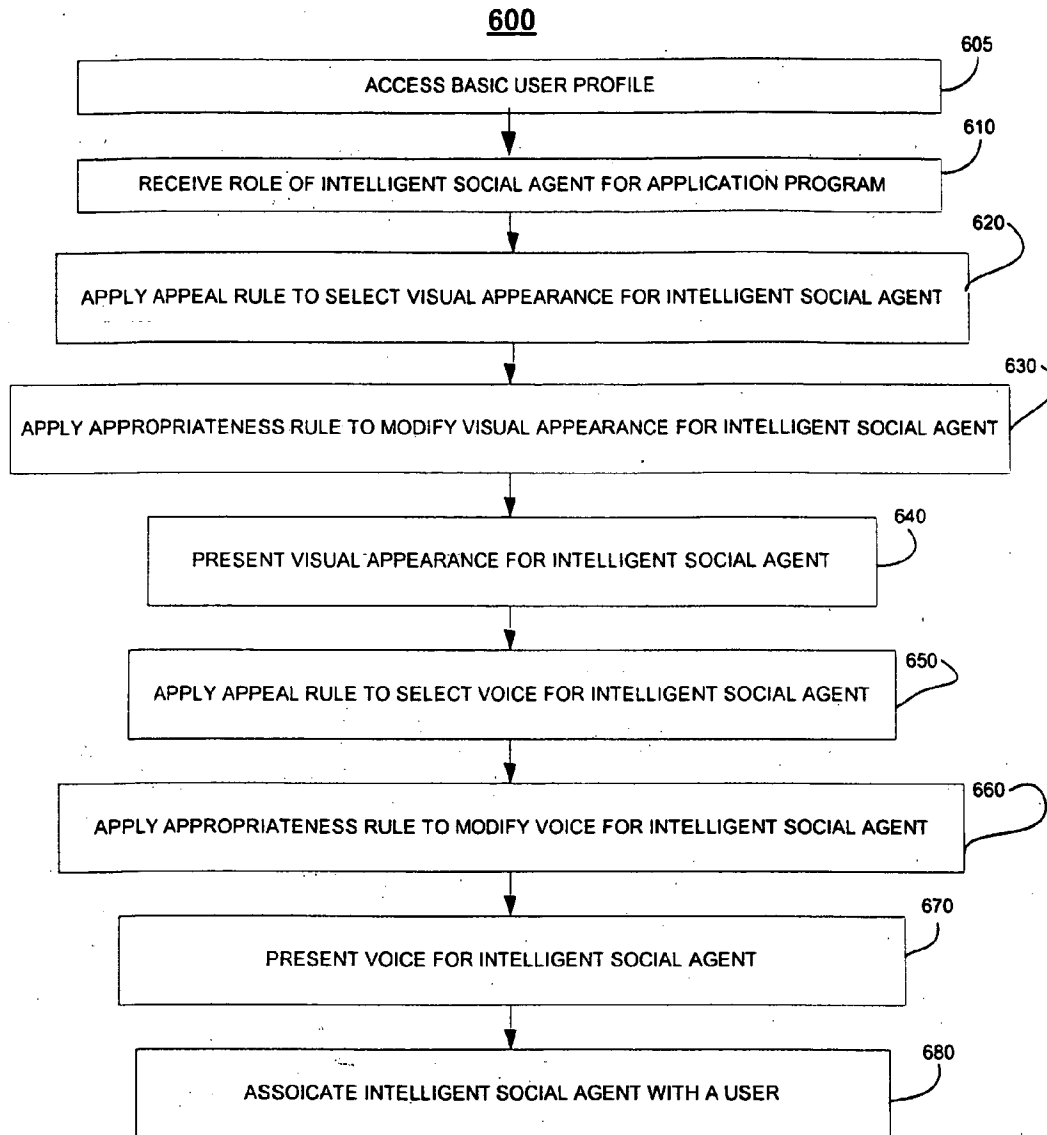 600
605
ACCESS BASIC USER PROFILE
610
RECEIVE ROLE OF INTELLIGENT SOCIAL AGENT FOR APPLICATION PROGRAM
620
APPLY APPEAL RULE TO SELECT VISUAL APPEARANCE FOR INTELLIGENT SOCIAL AGENT
630
APPLY APPROPRIATENESS RULE TO MODIFY VISUAL APPEARANCE FOR INTELLIGENT SOCIAL AGENT
640
PRESENT VISUAL APPEARANCE FOR INTELLIGENT SOCIAL AGENT
650
APPLY APPEAL RULE TO SELECT VOICE FOR INTELLIGENT SOCIAL AGENT
660
APPLY APPROPRIATENESS RULE TO MODIFY VOICE FOR INTELLIGENT SOCIAL AGENT
670
PRESENT VOICE FOR INTELLIGENT SOCIAL AGENT
680
ASSOICATE INTELLIGENT SOCIAL AGENT WITH A USER